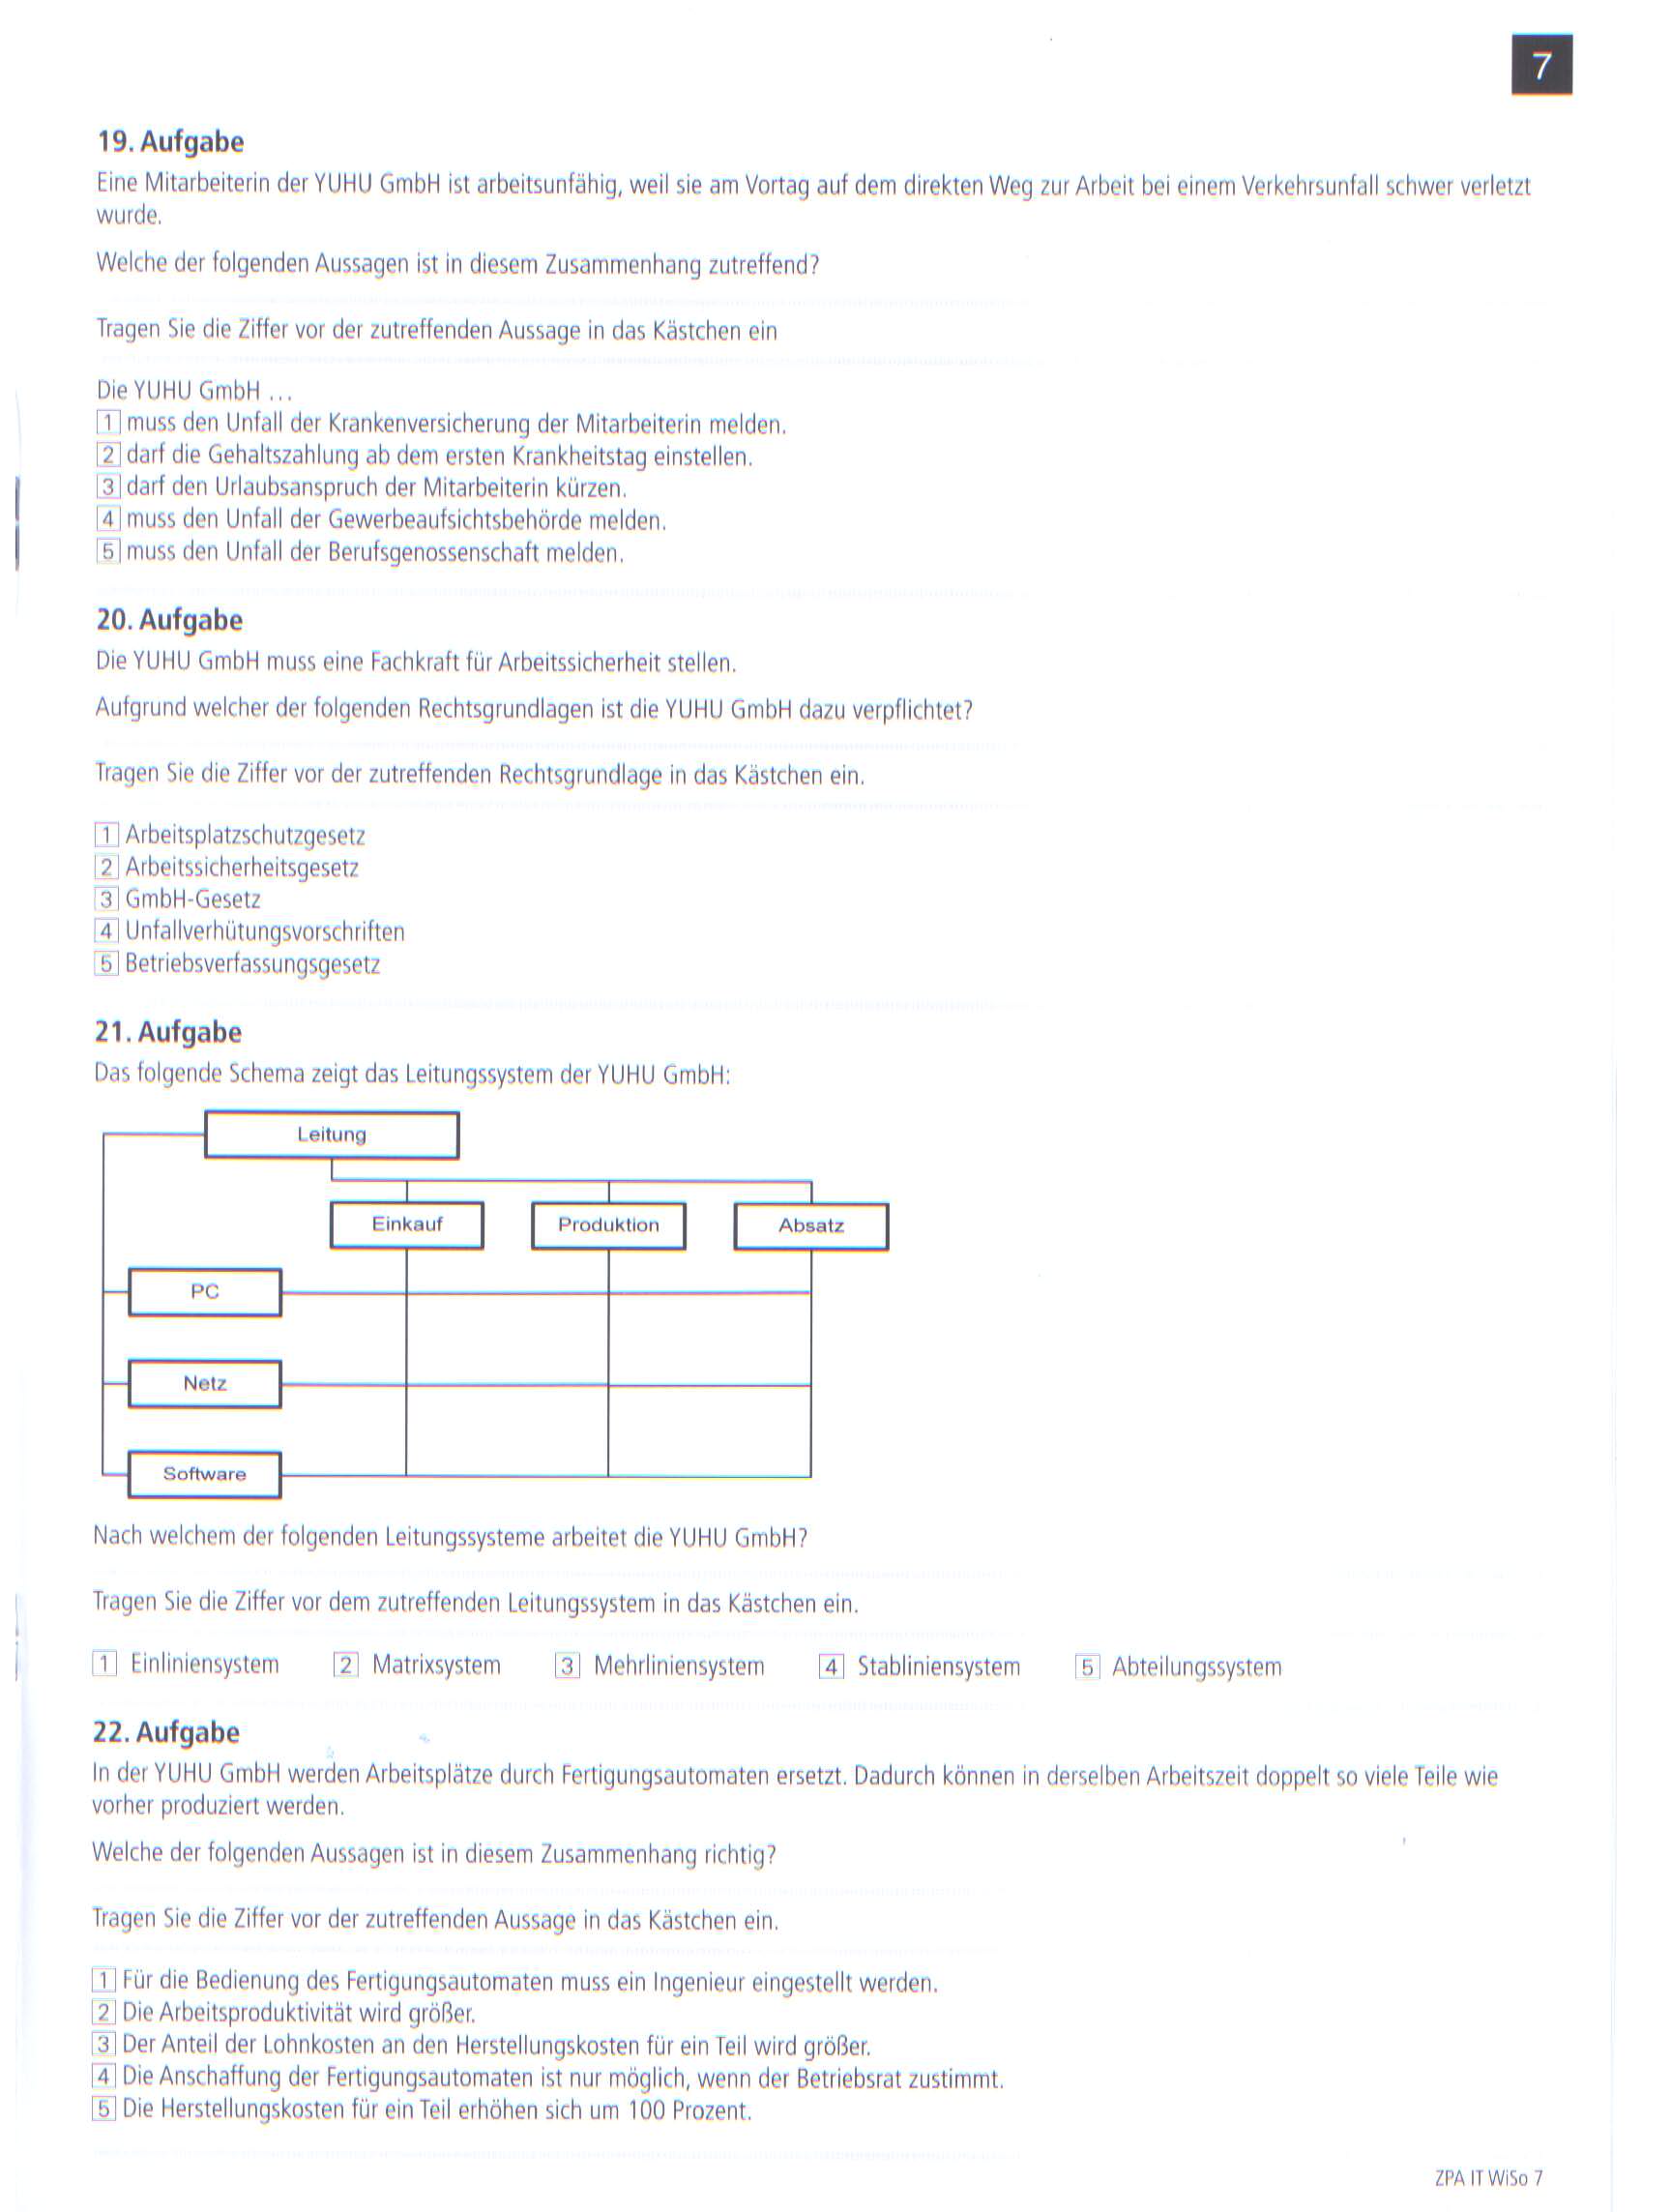 7
19. Aufgabe
Eine Mitarbeiterin der YUHU GmbH ist arbeitsunfähig, weil sie am Vortag auf dem direkten Weg zur Arbeit bei einem Verkehrsunfall schwer verletzt
wurde.
Welche der folgenden Aussagen ist in diesem Zusammenhang zutreffend?
Tragen Sie die Ziffer vor der zutreffenden Aussage in das Kästchen ein
Die YUHU GmbH ...
1 muss den Unfall der Krankenversicherung der Mitarbeiterin melden.
2 darf die Gehaltszahlung ab dem ersten Krankheitstag einstellen.
3 darf den Urlaubsanspruch der Mitarbeiterin kürzen.
4 muss den Unfall der Gewerbeaufsichtsbehörde melden.
5 muss den Unfall der Berufsgenossenschaft melden.
20. Aufgabe
Die YUHU GmbH muss eine Fachkraft für Arbeitssicherheit stellen.
Aufgrund welcher der folgenden Rechtsgrundlagen ist die YUHU GmbH dazu verpflichtet?
Tragen Sie die Ziffer vor der zutreffenden Rechtsgrundlage in das Kästchen ein.
1 Arbeitsplatzschutzgesetz
2 Arbeitssicherheitsgesetz
3 GmbH-Gesetz
4 Unfallverhütungsvorschriften
5 Betriebsverfassungsgesetz
21. Aufgabe
Das folgende Schema zeigt das Leitungssystem der YUHU GmbH:
Leitung
Einkauf Produktion Absatz
PC
Netz
Software
Nach welchem der folgenden Leitungssysteme arbeitet die YUHU GmbH?
Tragen Sie die Ziffer vor dem zutreffenden Leitungssystem in das Kästchen ein.
1 Einliniensystem 2 Matrixsystem 3 Mehrliniensystem 4 Stabliniensystem 5 Abteilungssystem
22. Aufgabe
In der YUHU GmbH werden Arbeitsplätze durch Fertigungsautomaten ersetzt. Dadurch können in derselben Arbeitszeit doppelt so viele Teile wie
vorher produziert werden.
Welche der folgenden Aussagen ist in diesem Zusammenhang richtig?
Tragen Sie die Ziffer vor der zutreffenden Aussage in das Kästchen ein.
1 Für die Bedienung des Fertigungsautomaten muss ein Ingenieur eingestellt werden.
2 Die Arbeitsproduktivität wird größer.
3 Der Anteil der Lohnkosten an den Herstellungskosten für ein Teil wird größer.
4 Die Anschaffung der Fertigungsautomaten ist nur möglich, wenn der Betriebsrat zustimmt.
5 Die Herstellungskosten für ein Teil erhöhen sich um 100 Prozent.
ZPA IT WiSo 7